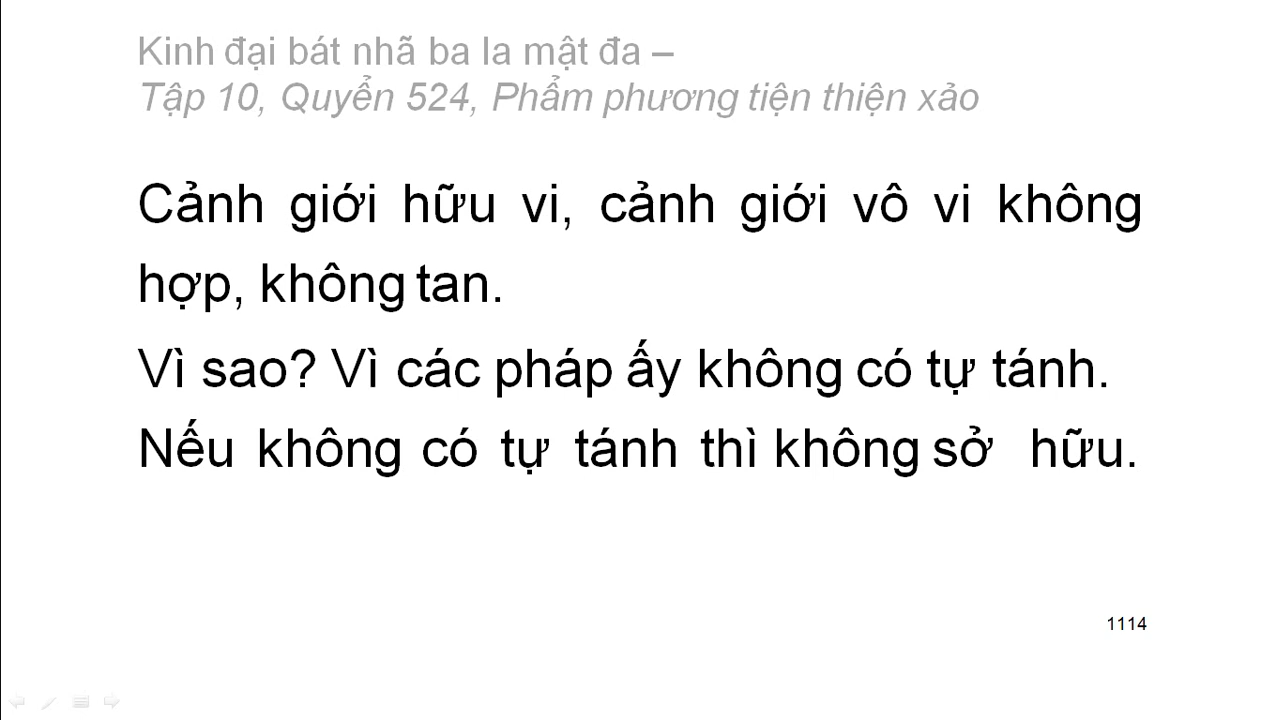 Kinh đại bát nhã ba la mật đa –
Tập 10, Quyển 524, Phẩm phương tiện thiện xảo
Cảnh giới hữu vi, cảnh giới vô vi không
hợp, không tan.
Vì sao? Vì các pháp ấy không có tự tánh.
Nếu không có tự tánh thì không sở hữu.
1114